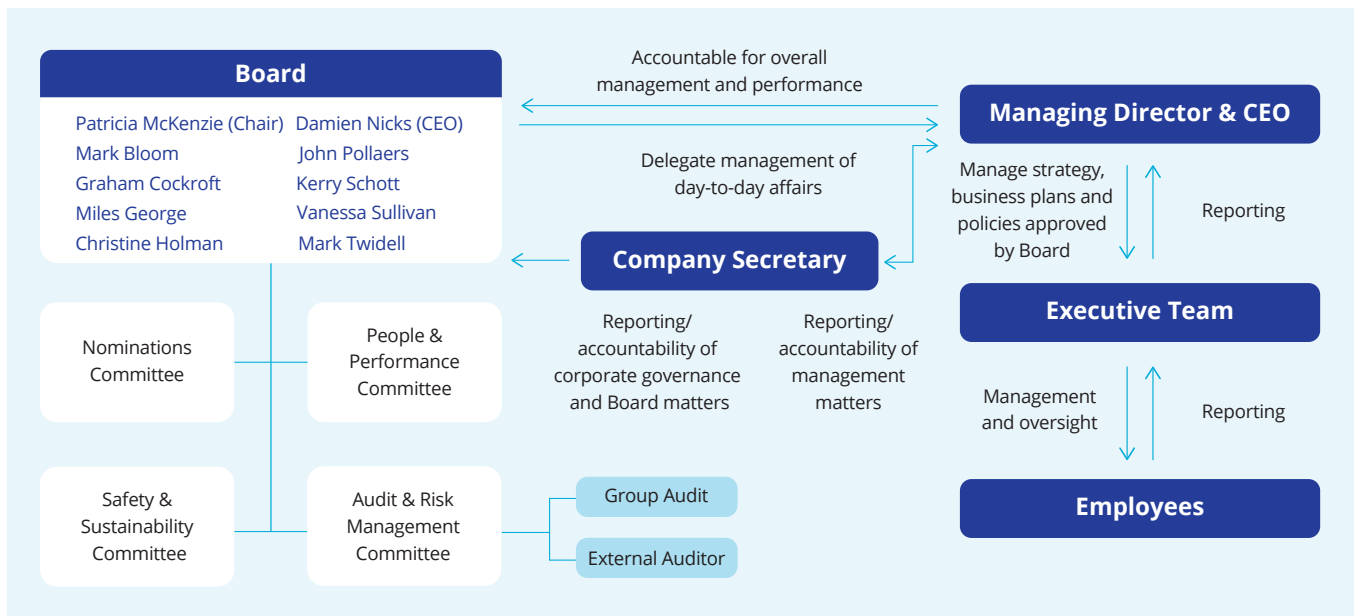 Board
Patricia McKenzie (Chair)
Damien Nicks (CEO)
Mark Bloom
John Pollaers
Graham Cockroft
Kerry Schott
Miles George
Vanessa Sullivan
Christine Holman
Mark Twidell
Accountable for overall
management and performance
Delegate management of
day-to-day affairs
Managing Director & CEO
Manage strategy,
business plans and
policies approved
by Board
Reporting
Company Secretary
Reporting/
accountability of
corporate governance
and Board matters
Reporting/
accountability of
management
matters
Executive Team
Management
and oversight
Reporting
Employees
Nominations
Committee
People &
Performance
Committee
Safety &
Sustainability
Committee
Audit & Risk
Management
Committee
Group Audit
External Auditor